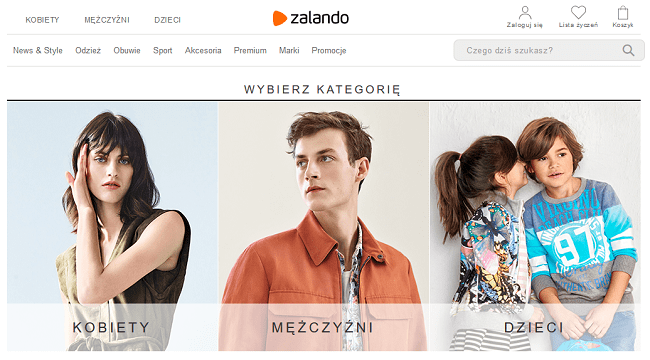 KOBIETY MĘŻCZYŹNI DZIECI
zalando
Zaloguj się Lista życzeń Koszyk
News & Style Odzież Obuwie Sport Akcesoria Premium Marki Promocje
Czego dziś szukasz?
WYBIERZ KATEGORIĘ
97
KOBIETY MĘŻCZYŹNI DZIECI